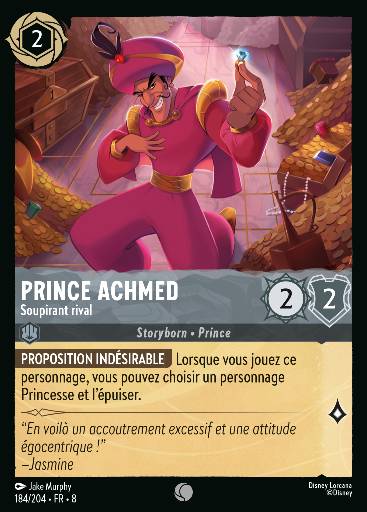 2
PRINCE ACHMED
Soupirant rival
2
2
Storyborn • Prince
PROPOSITION INDÉSIRABLE Lorsque vous jouez ce
personnage, vous pouvez choisir un personnage
Princesse et l'épuiser.
“En voilà un accoutrement excessif et une attitude
égocentrique !”
–Jasmine
Jake Murphy
184/204 • FR • 8
Disney Lorcana
©Disney